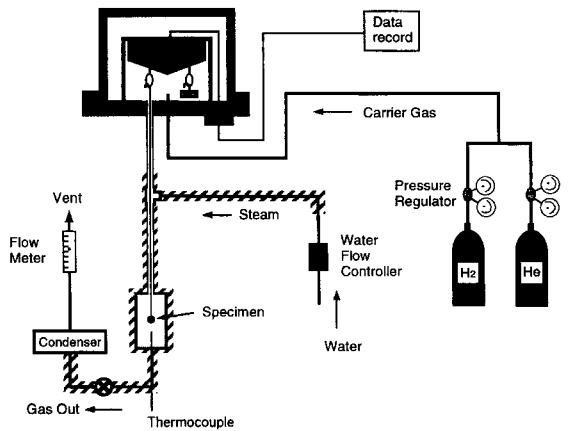 Data
record
Carrier Gas
Pressure
Regulator
Vent
Steam
Flow
Meter
Water
Flow
Controller
H2
He
Specimen
Condenser
Water
Gas Out
Thermocouple